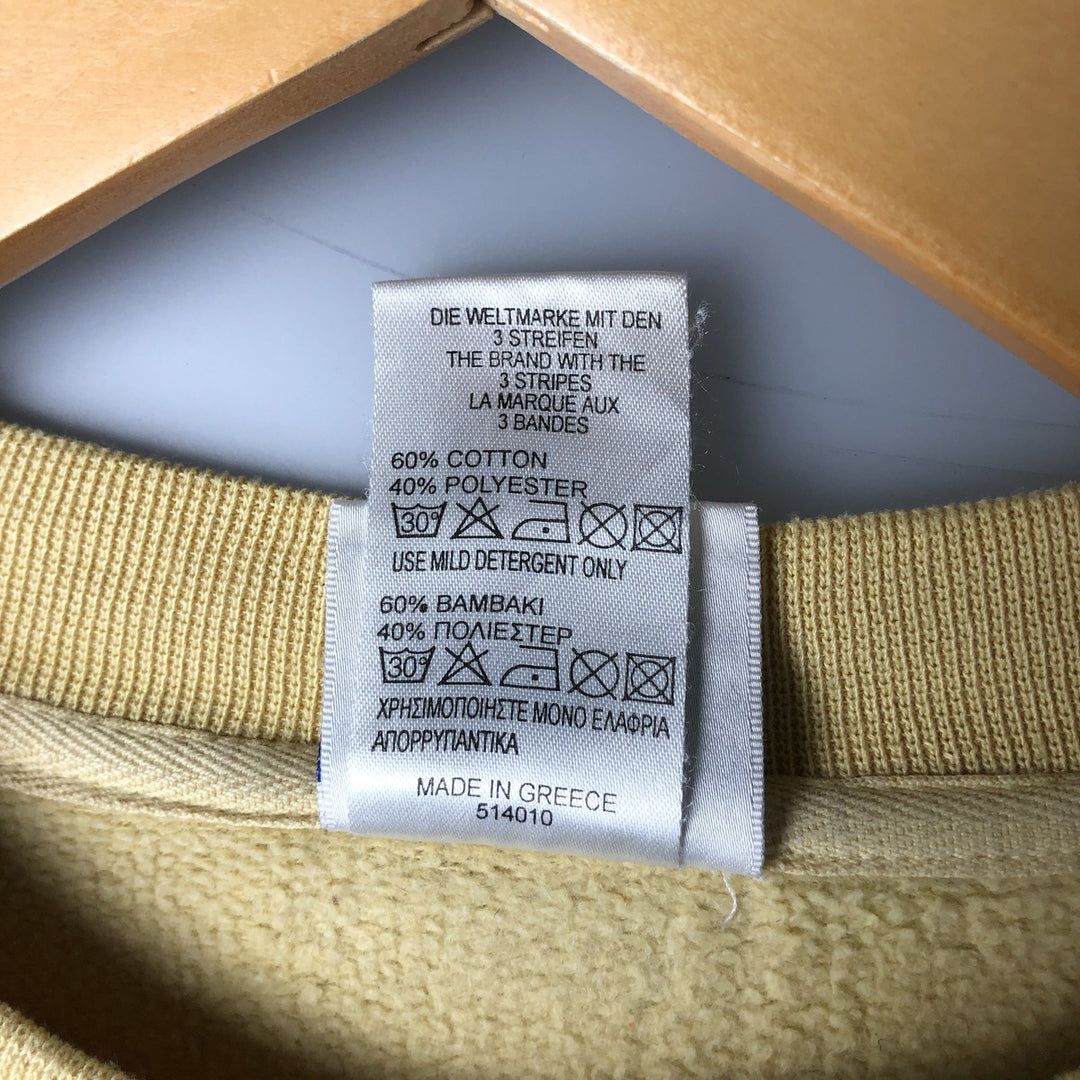 DIE WELTMARKE MIT DEN
3 STREIFEN
THE BRAND WITH THE
3 STRIPES
LA MARQUE AUX
3 BANDES
60% COTTON
40% POLYESTER
30°
USE MILD DETERGENT ONLY
60% ΒΑΜΒΑΚΙ
40% ΠΟΛΙΕΣΤΕΡ
30°
ΧΡΗΣΙΜΟΠΟΙΗΣΤΕ ΜΟΝΟ ΕΛΑΦΡΙΑ
ΑΠΟΡΡΥΠΑΝΤΙΚΑ
MADE IN GREECE
514010